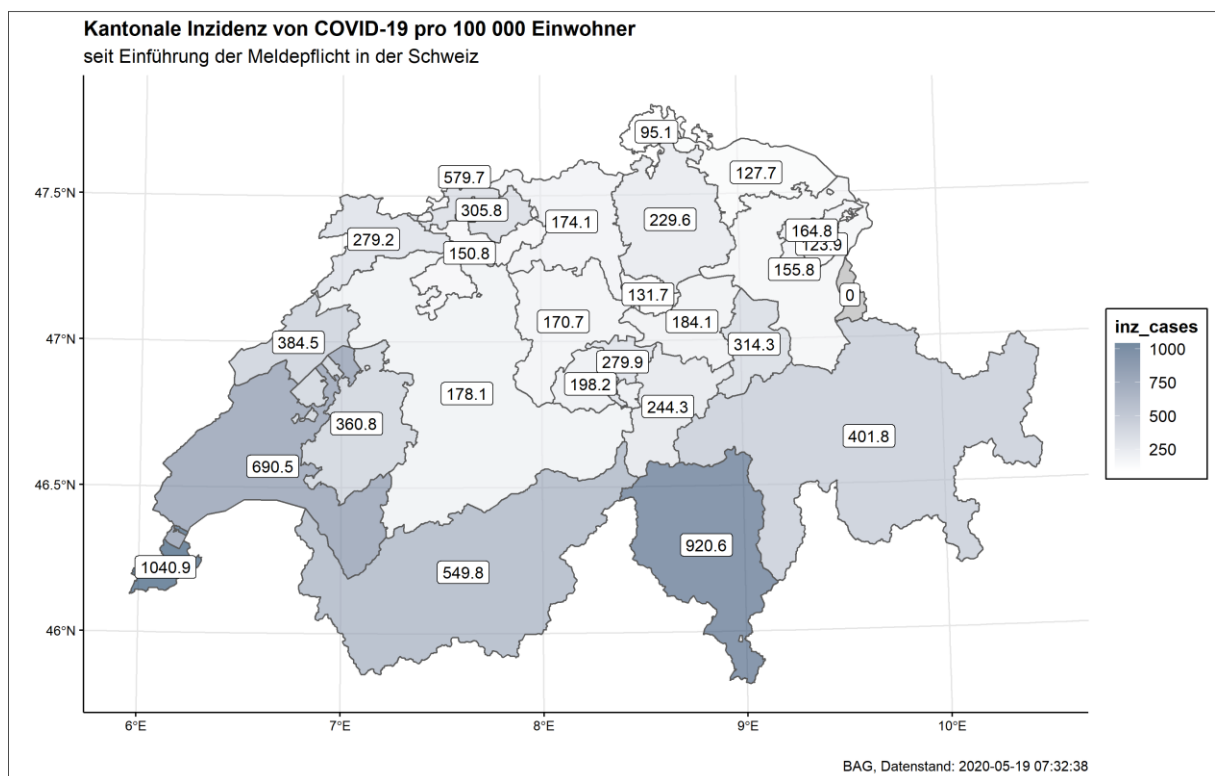 Kantonale Inzidenz von COVID-19 pro 100 000 Einwohner
seit Einführung der Meldepflicht in der Schweiz
95.1
127.7
47.5°N
579.7
305.8
174.1
229.6
164.8
123.9
279.2
150.8
155.8
131.7
0
170.7
184.1
47°N
384.5
314.3
279.9
198.2
178.1
244.3
360.8
401.8
690.5
46.5°N
920.6
1040.9
549.8
46°N
6°E
7°E
8°E
9°E
10°E
inz_cases
1000
750
500
250
BAG, Datenstand: 2020-05-19 07:32:38